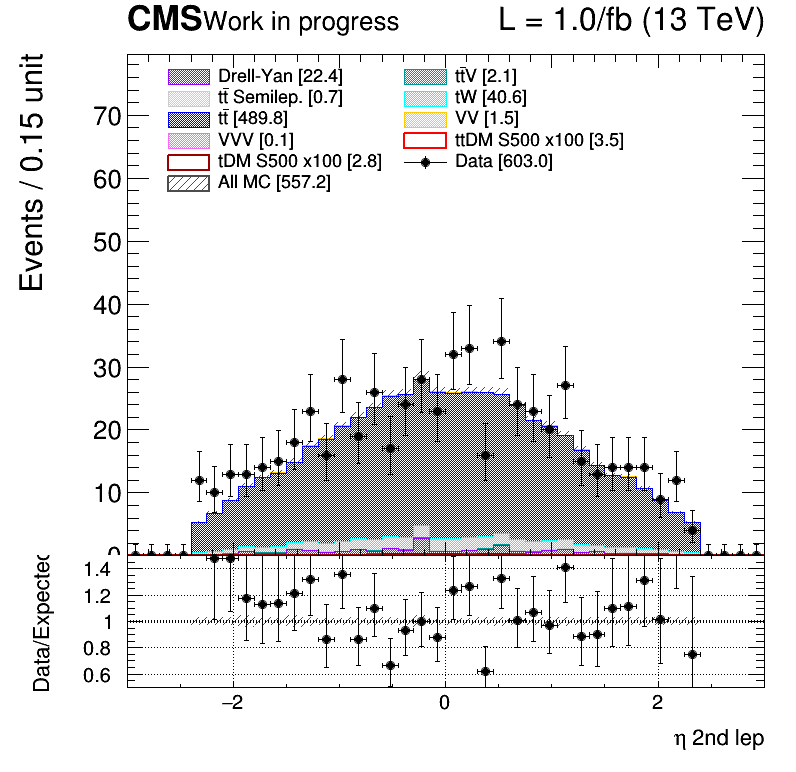 CMS Work in progress L = 1.0/fb (13 TeV)
Drell-Yan [22.4] tt̄V [2.1]
tt̄ Semilep. [0.7] tW [40.6]
tt̄ [489.8] VV [1.5]
VVV [0.1] ttDM S500 x100 [3.5]
tDM S500 x100 [2.8] Data [603.0]
All MC [557.2]
Events / 0.15 unit
70
60
50
40
30
20
10
0
Data/Expected
1.4
1.2
1
0.8
0.6
−2 0 2
η 2nd lep